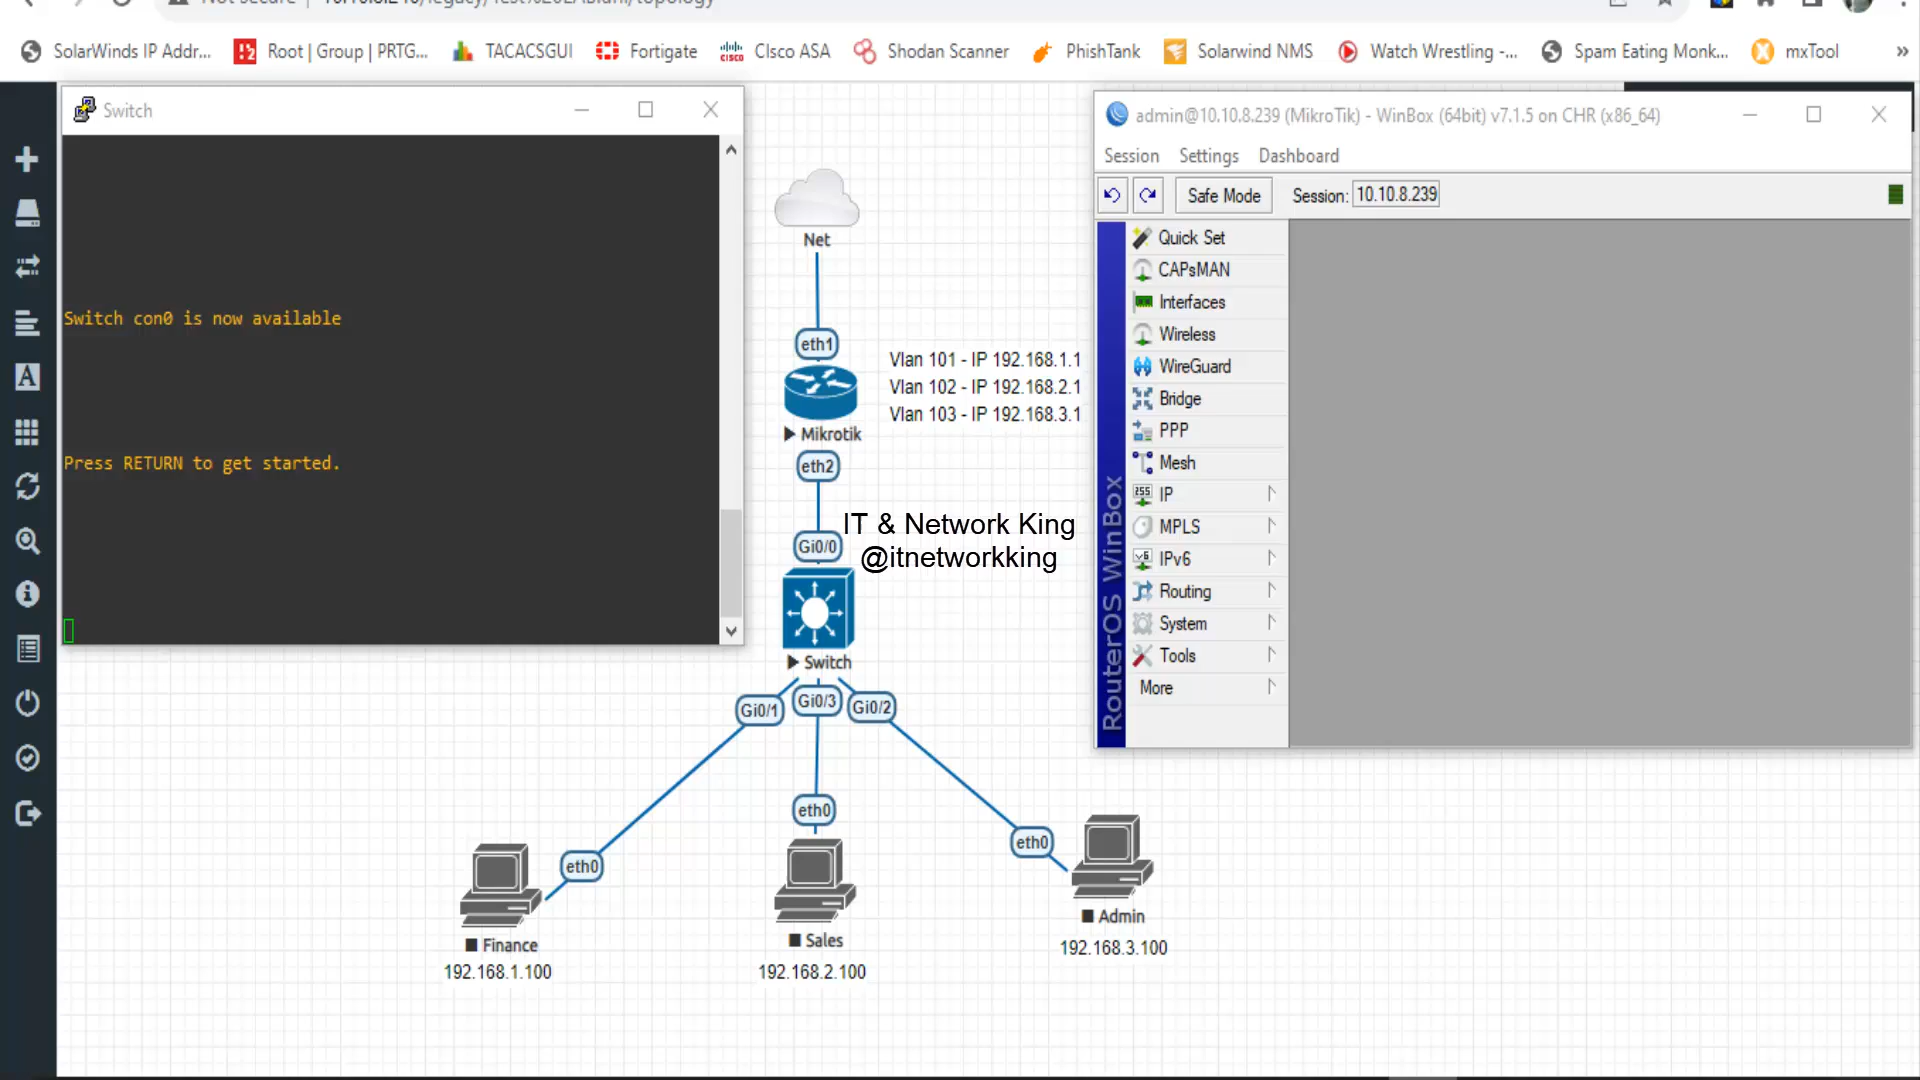 SolarWinds IP Addr...
Root | Group | PRTG...
TACACSGUI
Fortigate
CIsco ASA
Shodan Scanner
PhishTank
Solarwind NMS
Watch Wrestling -...
Spam Eating Monk...
mxTool
»
Switch
Switch con0 is now available
Press RETURN to get started.
Net
eth1
Vlan 101 - IP 192.168.1.1
Vlan 102 - IP 192.168.2.1
Vlan 103 - IP 192.168.3.1
Mikrotik
eth2
IT & Network King
@itnetworkking
Gi0/0
Switch
Gi0/1
Gi0/3
Gi0/2
eth0
eth0
eth0
Finance
192.168.1.100
Sales
192.168.2.100
Admin
192.168.3.100
admin@10.10.8.239 (MikroTik) - WinBox (64bit) v7.1.5 on CHR (x86_64)
Session Settings Dashboard
Safe Mode Session: 10.10.8.239
Quick Set
CAPsMAN
Interfaces
Wireless
WireGuard
Bridge
PPP
Mesh
IP
MPLS
IPv6
Routing
System
Tools
More
RouterOS WinBox